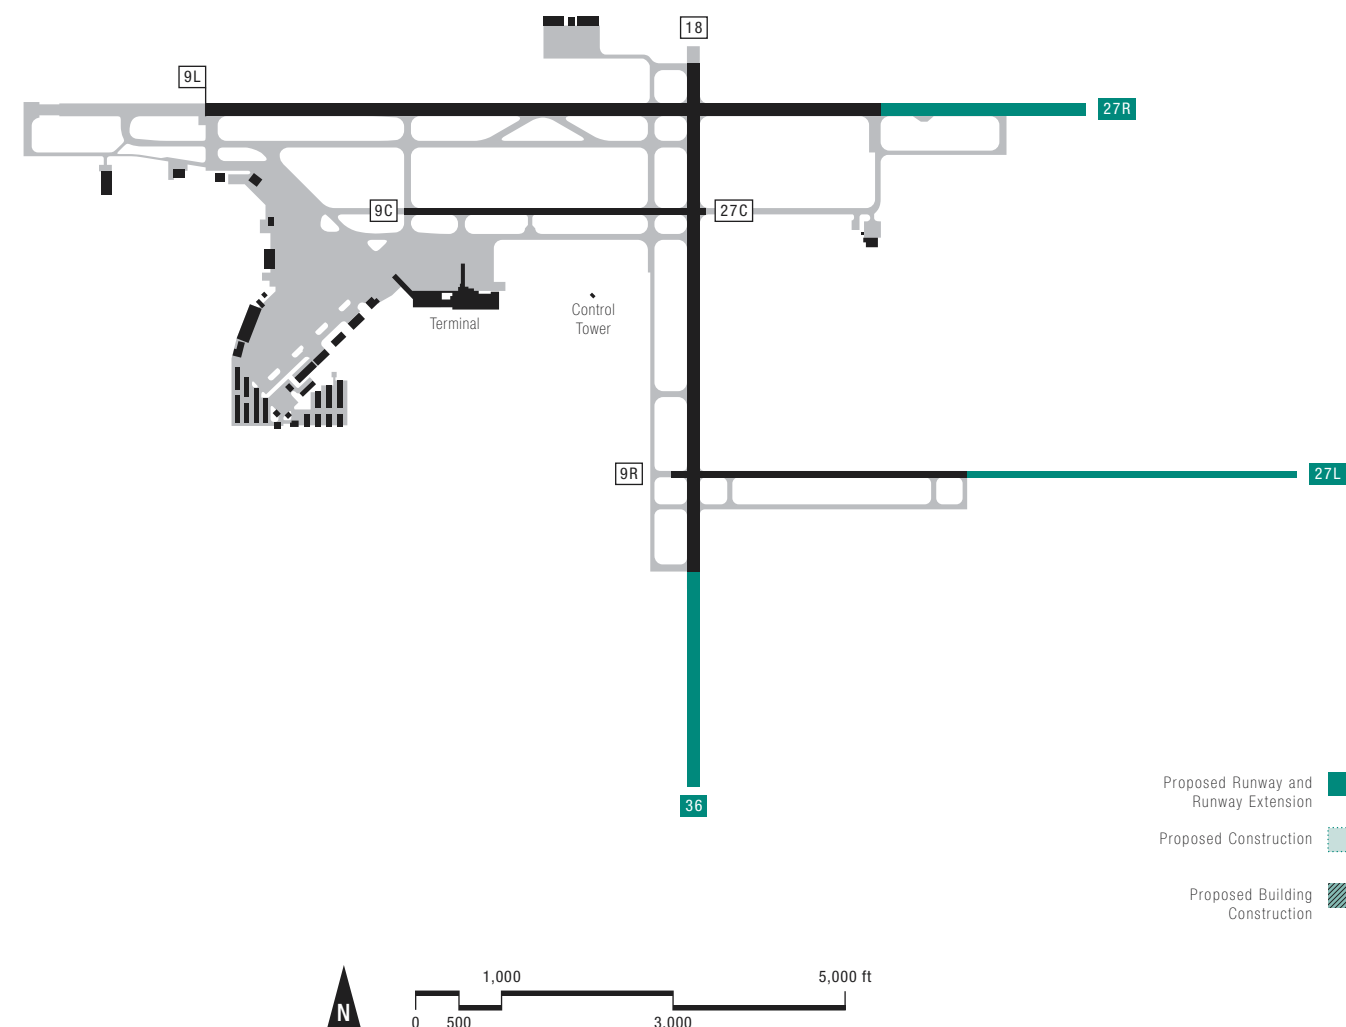 18
9L
27R
9C
27C
Control
Tower
Terminal
9R
27L
Proposed Runway and
Runway Extension
36
Proposed Construction
Proposed Building
Construction
1,000
5,000 ft
N
0
500
3,000